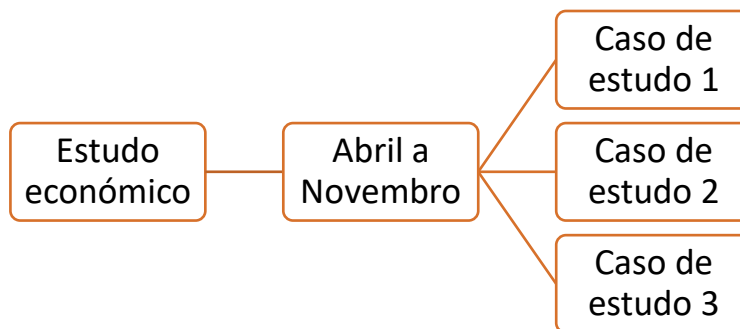 Estudo
económico
Abril a
Novembro
Caso de
estudo 1
Caso de
estudo 2
Caso de
estudo 3